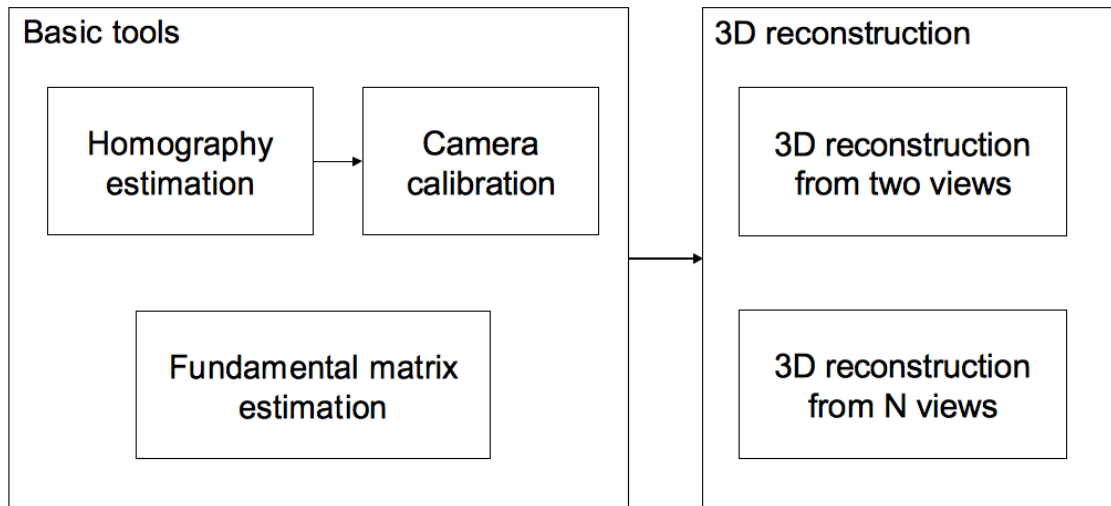 Basic tools
Homography
estimation
Camera
calibration
Fundamental matrix
estimation
3D reconstruction
3D reconstruction
from two views
3D reconstruction
from N views